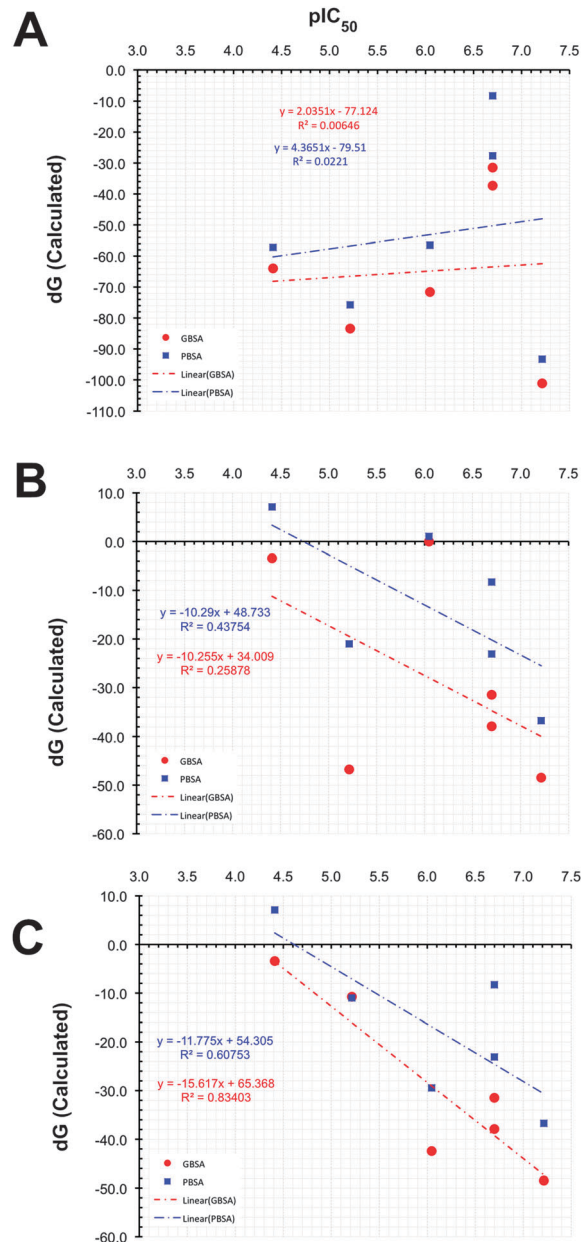 A
pIC50
3.0 3.5 4.0 4.5 5.0 5.5 6.0 6.5 7.0 7.5
0.0
-10.0
-20.0
-30.0
-40.0
-50.0
-60.0
-70.0
-80.0
-90.0
-100.0
-110.0
dG (Calculated)
y = 2.0351x - 77.124
R² = 0.00646
y = 4.3651x - 79.51
R² = 0.0221
GBSA
PBSA
Linear(GBSA)
Linear(PBSA)
B
3.0 3.5 4.0 4.5 5.0 5.5 6.0 6.5 7.0 7.5
10.0
0.0
-10.0
-20.0
-30.0
-40.0
-50.0
-60.0
dG (Calculated)
y = -10.29x + 48.733
R² = 0.43754
y = -10.255x + 34.009
R² = 0.25878
GBSA
PBSA
Linear(GBSA)
Linear(PBSA)
C
3.0 3.5 4.0 4.5 5.0 5.5 6.0 6.5 7.0 7.5
10.0
0.0
-10.0
-20.0
-30.0
-40.0
-50.0
-60.0
dG (Calculated)
y = -11.775x + 54.305
R² = 0.60753
y = -15.617x + 65.368
R² = 0.83403
GBSA
PBSA
Linear(GBSA)
Linear(PBSA)